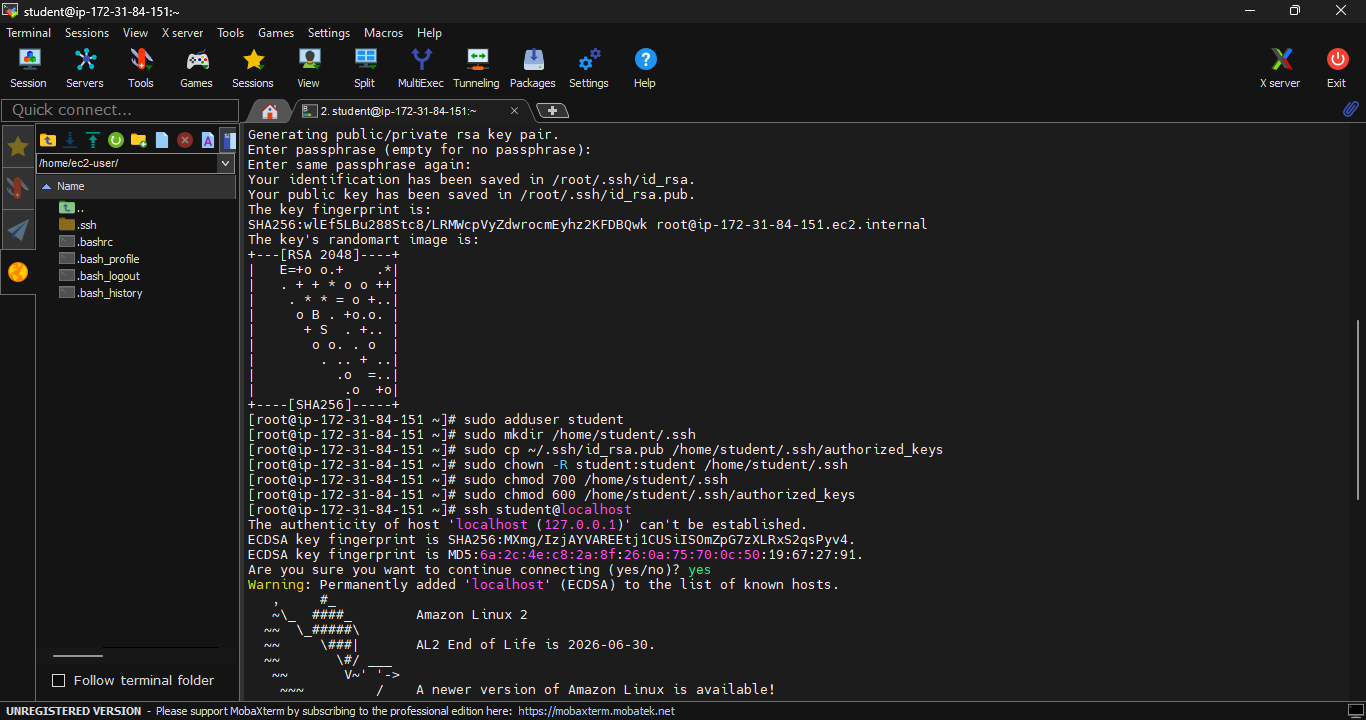 student@ip-172-31-84-151:~
Terminal Sessions View X server Tools Games Settings Macros Help
Session Servers Tools Games Sessions View Split MultiExec Tunneling Packages Settings Help X server Exit
Quick connect...
2. student@ip-172-31-84-151:~
/home/ec2-user/
Name
..
.ssh
.bashrc
.bash_profile
.bash_logout
.bash_history
Follow terminal folder
Generating public/private rsa key pair.
Enter passphrase (empty for no passphrase):
Enter same passphrase again:
Your identification has been saved in /root/.ssh/id_rsa.
Your public key has been saved in /root/.ssh/id_rsa.pub.
The key fingerprint is:
SHA256:wlEf5LBu288Stc8/LRMWcpVyZdwrocmEyhz2KFDBQwk root@ip-172-31-84-151.ec2.internal
The key's randomart image is:
+---[RSA 2048]----+
|   E=+o o.+    .*|
|   . + + * o o ++|
|    . * * = o +..|
|     o B . +o.o. |
|      + S  . +.. |
|       o o. . o  |
|        . .. + ..|
|          .o  =..|
|           .o  +o|
+----[SHA256]-----+
[root@ip-172-31-84-151 ~]# sudo adduser student
[root@ip-172-31-84-151 ~]# sudo mkdir /home/student/.ssh
[root@ip-172-31-84-151 ~]# sudo cp ~/.ssh/id_rsa.pub /home/student/.ssh/authorized_keys
[root@ip-172-31-84-151 ~]# sudo chown -R student:student /home/student/.ssh
[root@ip-172-31-84-151 ~]# sudo chmod 700 /home/student/.ssh
[root@ip-172-31-84-151 ~]# sudo chmod 600 /home/student/.ssh/authorized_keys
[root@ip-172-31-84-151 ~]# ssh student@localhost
The authenticity of host 'localhost (127.0.0.1)' can't be established.
ECDSA key fingerprint is SHA256:MXmg/IzjAYVAREEtj1CUSiISOmZpG7zXLRxS2qsPyv4.
ECDSA key fingerprint is MD5:6a:2c:4e:c8:2a:8f:26:0a:75:70:0c:50:19:67:27:91.
Are you sure you want to continue connecting (yes/no)? yes
Warning: Permanently added 'localhost' (ECDSA) to the list of known hosts.
   ,     #_
   ~\_  ####_        Amazon Linux 2
  ~~  \_#####\
  ~~     \###|       AL2 End of Life is 2026-06-30.
  ~~       \#/ ___
   ~~       V~' '->
    ~~~         /    A newer version of Amazon Linux is available!
UNREGISTERED VERSION - Please support MobaXterm by subscribing to the professional edition here: https://mobaxterm.mobatek.net